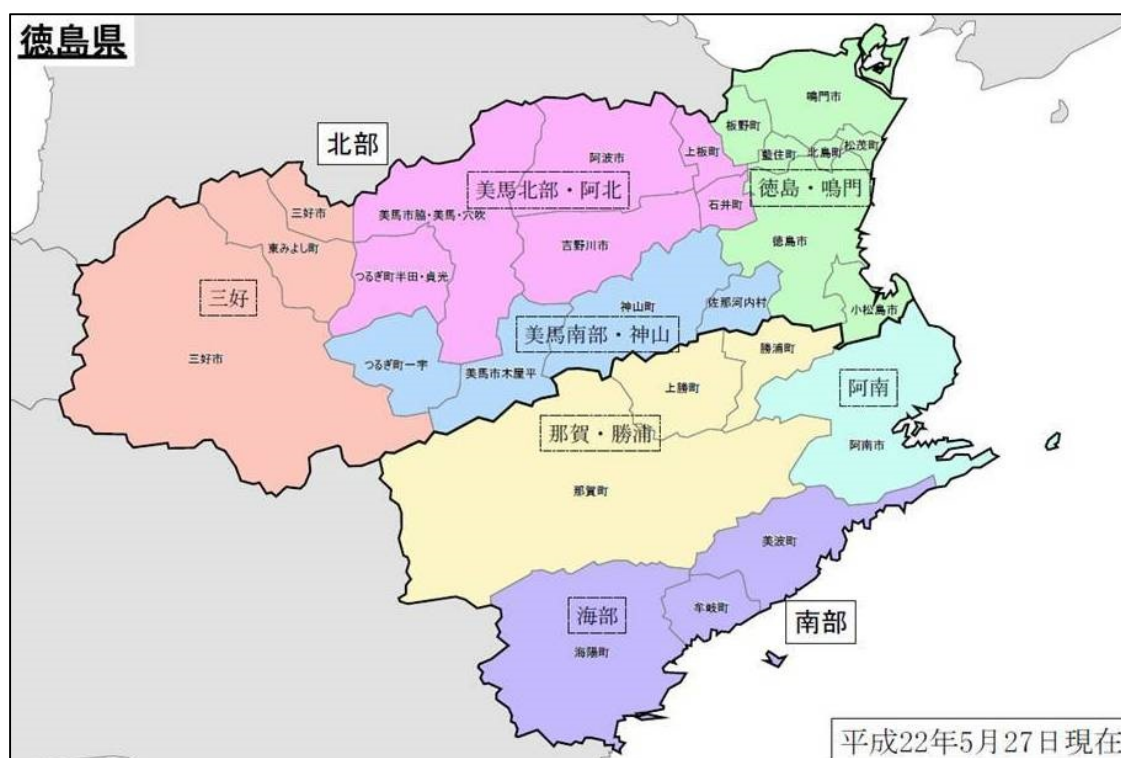 徳島県
北部
鳴門市
板野町
松茂町
北島町
藍住町
上板町
阿波市
美馬北部・阿北
徳島・鳴門
石井町
美馬市脇・美馬・穴吹
三好市
東みよし町
吉野川市
徳島市
つるぎ町半田・貞光
三好
神山町
佐那河内村
小松島市
美馬南部・神山
三好市
つるぎ町一宇
美馬市木屋平
勝浦町
上勝町
阿南
那賀・勝浦
阿南市
那賀町
美波町
海部
牟岐町
南部
海陽町
平成22年5月27日現在